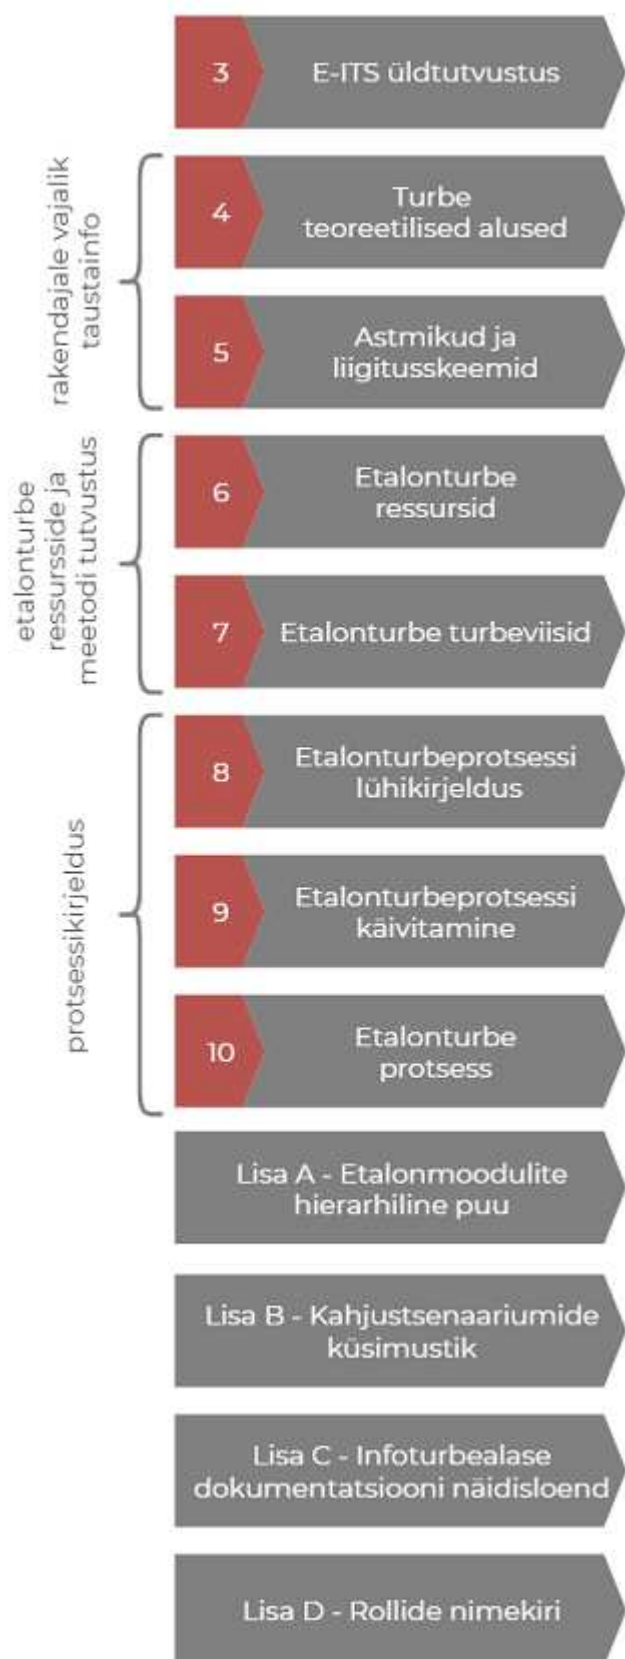 3
E-ITS üldtutvustus
rakendajale vajalik
taustainfo
4
Turbe
teoreetilised alused
5
Astmikud ja
liigitusskeemid
etalonturbe
ressursside ja
meetodi tutvustus
6
Etalonturbe
ressursid
7
Etalonturbe turbeviisid
protsessikirjeldus
8
Etalonturbeprotsessi
lühikirjeldus
9
Etalonturbeprotsessi
käivitamine
10
Etalonturbe
protsess
Lisa A - Etalonmoodulite
hierarhiline puu
Lisa B - Kahjustsenaariumide
küsimustik
Lisa C - Infoturbealase
dokumentatsiooni näidisloend
Lisa D - Rollide nimekiri